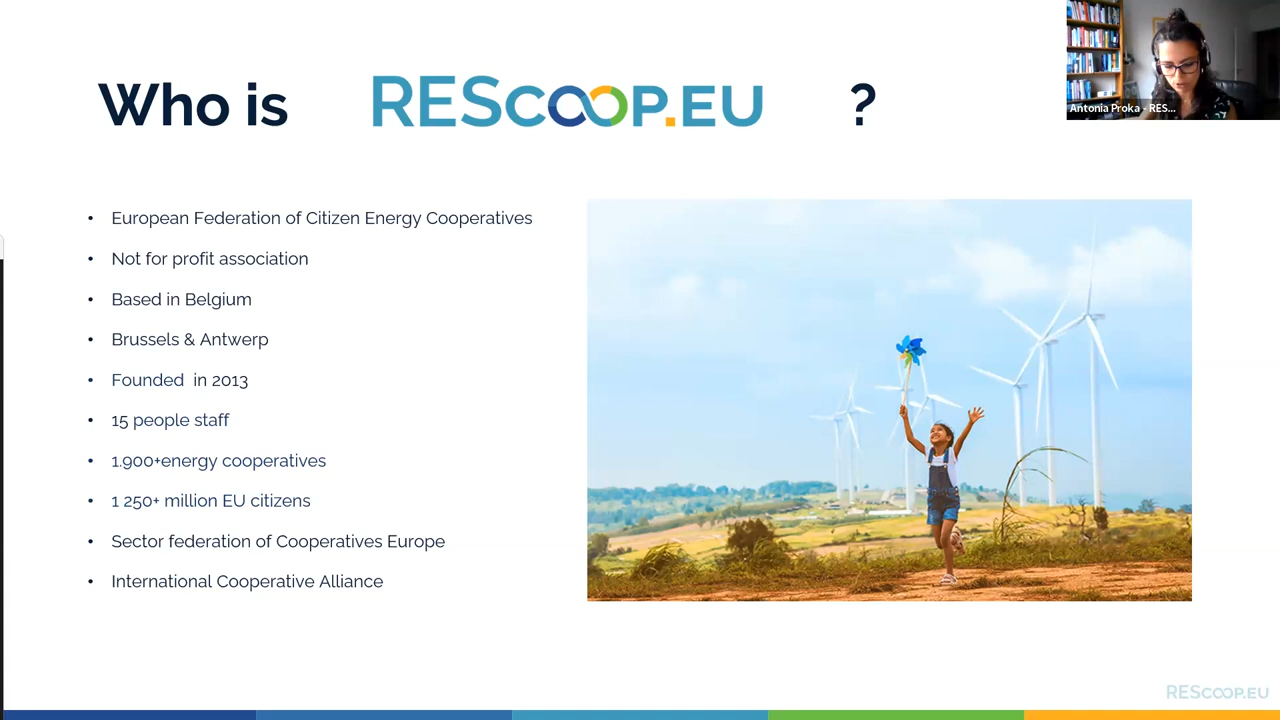 Who is REScoop.EU ?
Antonia Proka - RES...
• European Federation of Citizen Energy Cooperatives
• Not for profit association
• Based in Belgium
• Brussels & Antwerp
• Founded  in 2013
• 15 people staff
• 1.900+energy cooperatives
• 1 250+ million EU citizens
• Sector federation of Cooperatives Europe
• International Cooperative Alliance
REScoop.EU